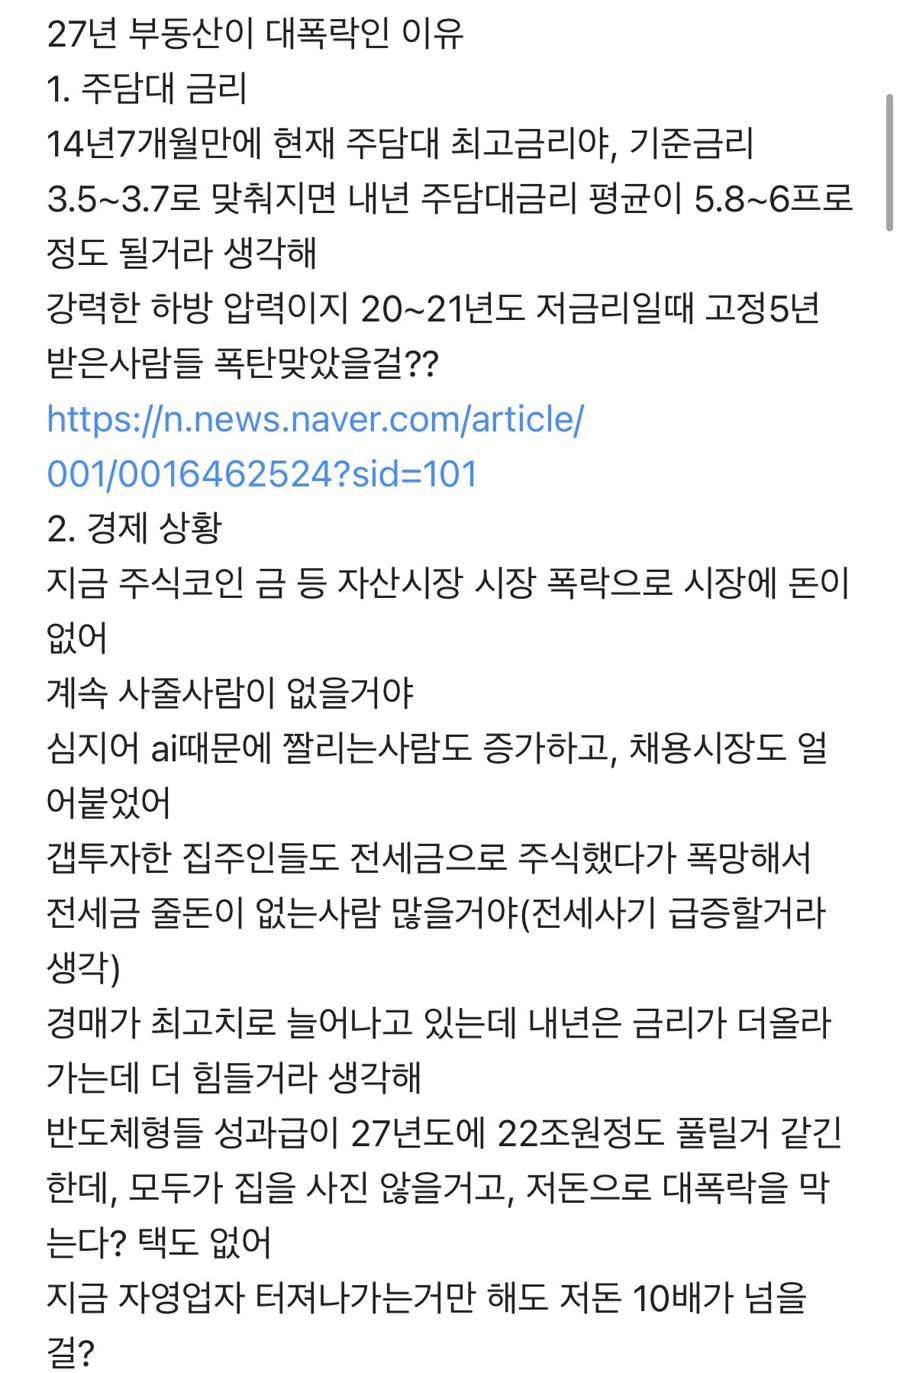 27년 부동산이 대폭락인 이유
1. 주담대 금리
14년7개월만에 현재 주담대 최고금리야, 기준금리
3.5~3.7로 맞춰지면 내년 주담대금리 평균이 5.8~6프로
정도 될거라 생각해
강력한 하방 압력이지 20~21년도 저금리일때 고정5년
받은사람들 폭탄맞았을걸??
https://n.news.naver.com/article/
001/0016462524?sid=101
2. 경제 상황
지금 주식코인 금 등 자산시장 시장 폭락으로 시장에 돈이
없어
계속 사줄사람이 없을거야
심지어 ai때문에 짤리는사람도 증가하고, 채용시장도 얼
어붙었어
갭투자한 집주인들도 전세금으로 주식했다가 폭망해서
전세금 줄돈이 없는사람 많을거야(전세사기 급증할거라
생각)
경매가 최고치로 늘어나고 있는데 내년은 금리가 더올라
가는데 더 힘들거라 생각해
반도체형들 성과급이 27년도에 22조원정도 풀릴거 같긴
한데, 모두가 집을 사진 않을거고, 저돈으로 대폭락을 막
는다? 택도 없어
지금 자영업자 터져나가는거만 해도 저돈 10배가 넘을
걸?